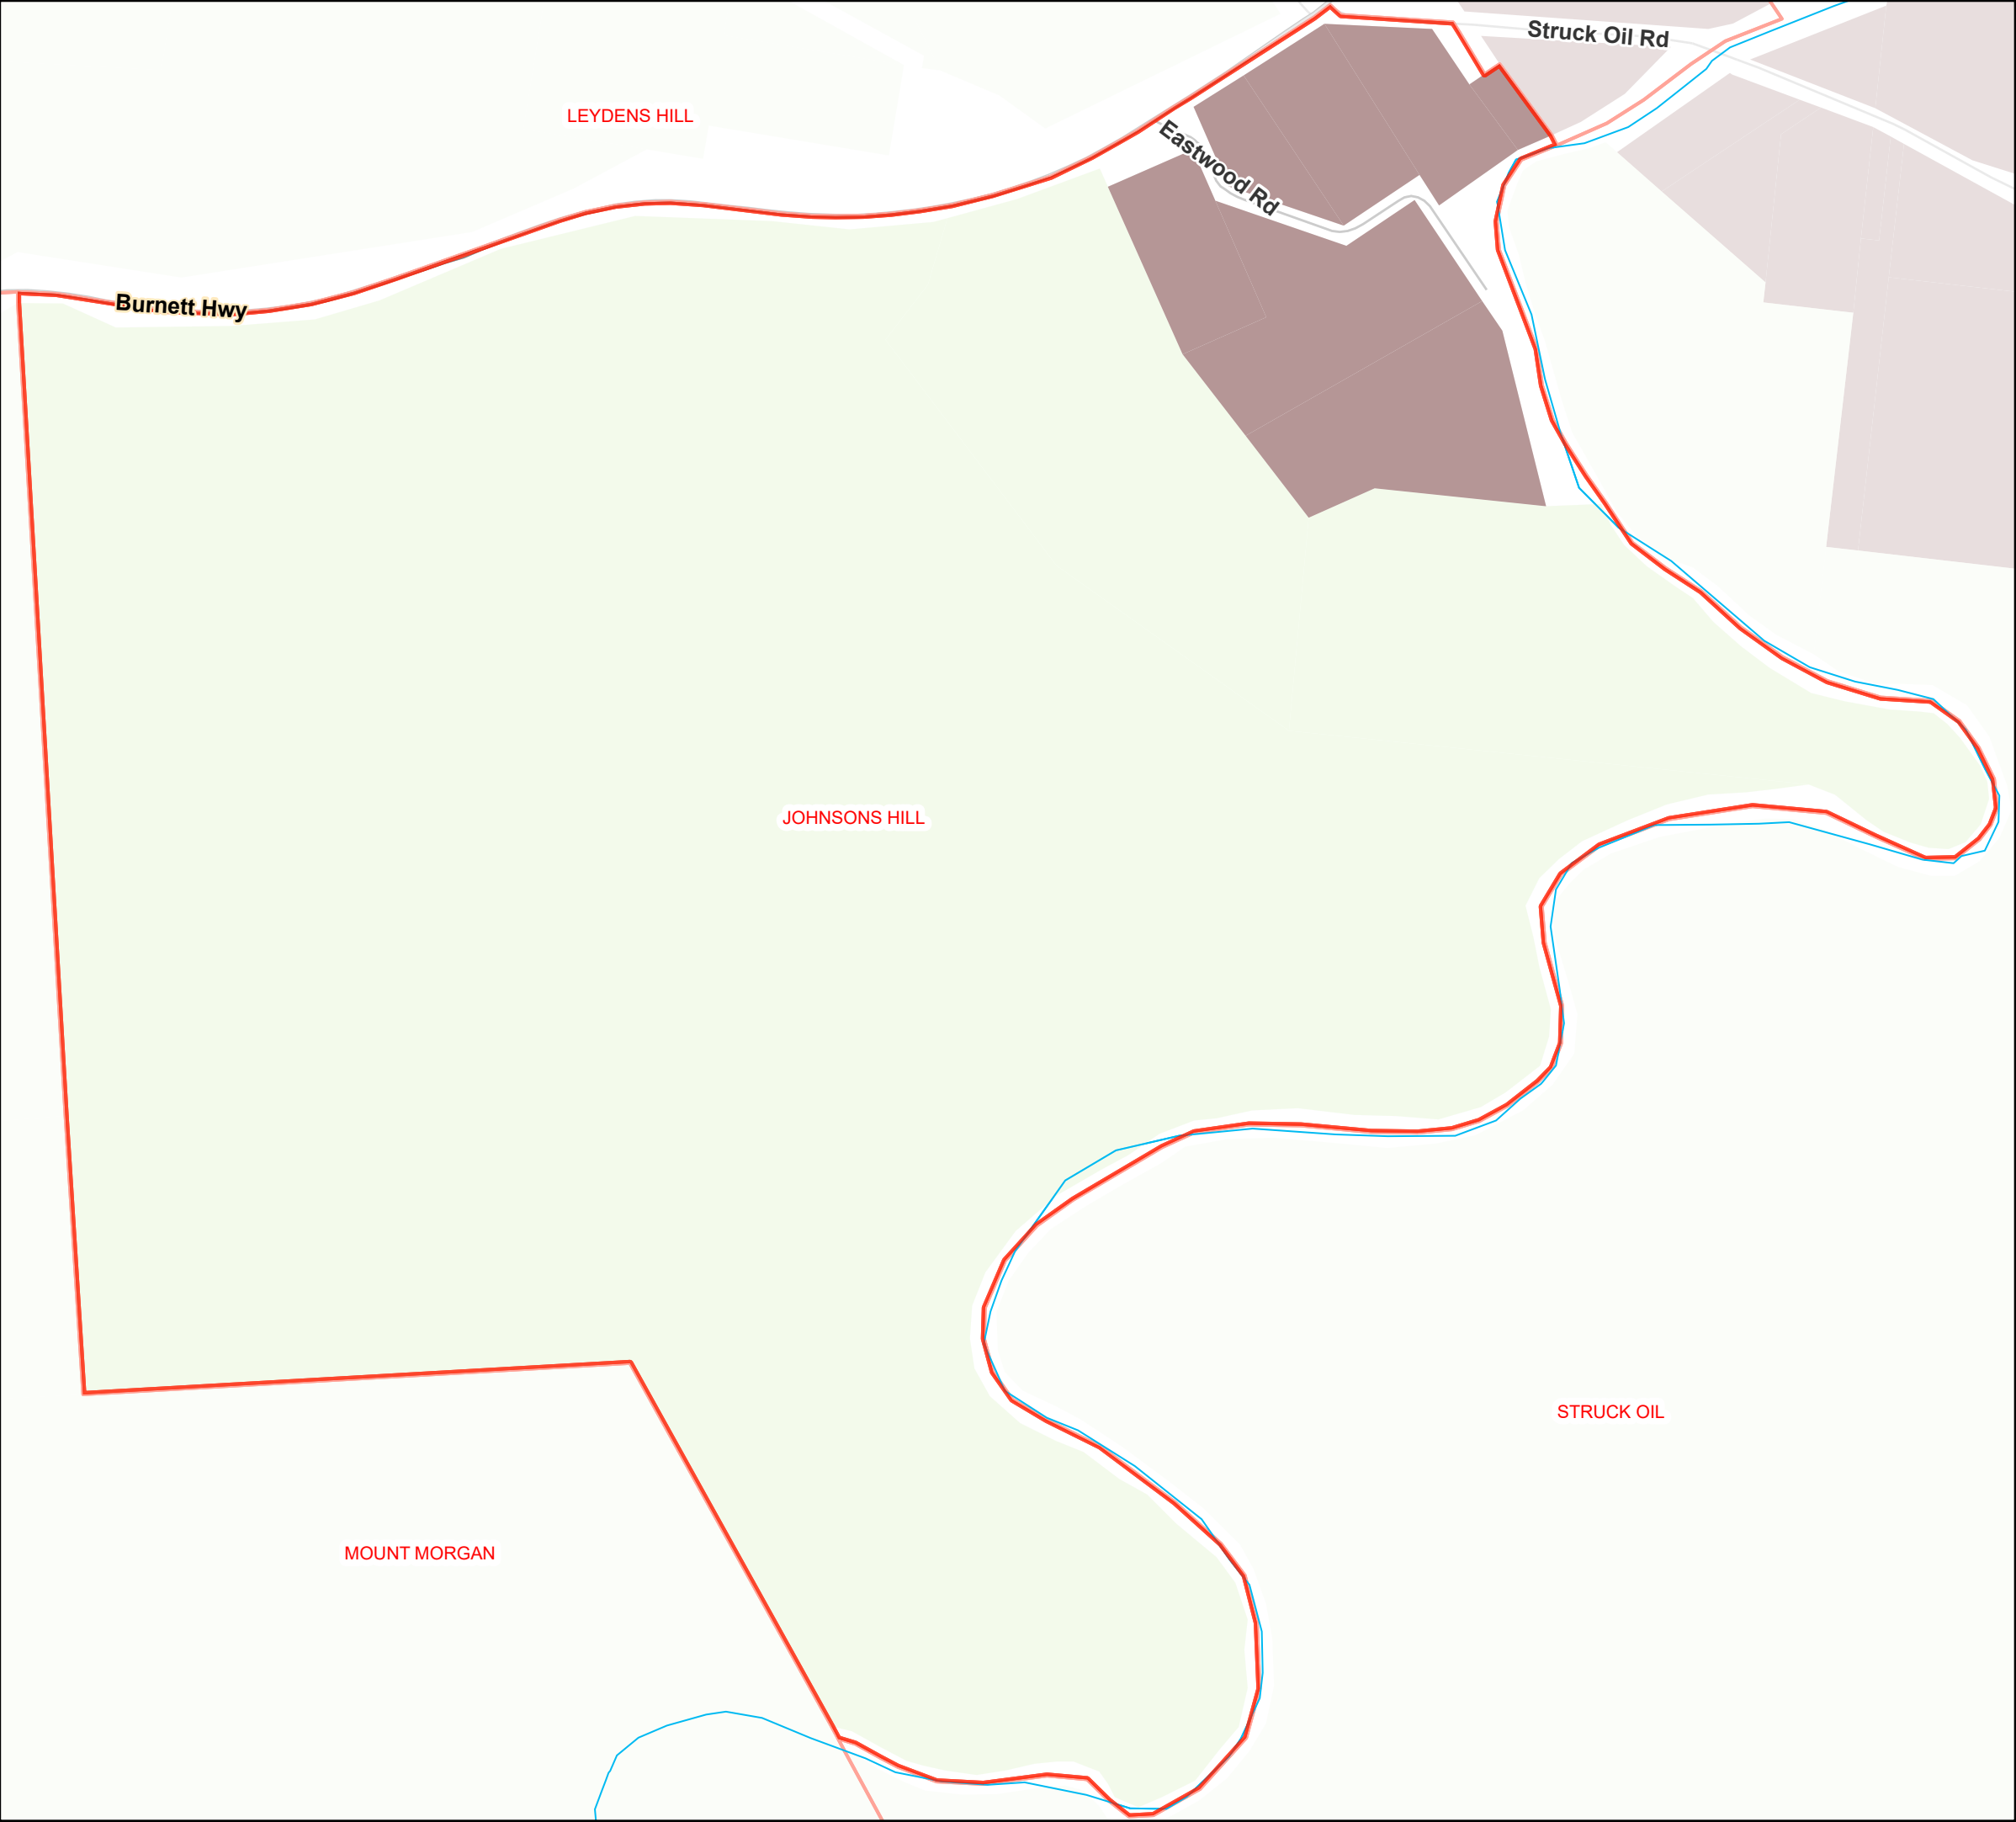 Struck Oil Rd
LEYDENS HILL
Eastwood Rd
Burnett Hwy
JOHNSONS HILL
STRUCK OIL
MOUNT MORGAN